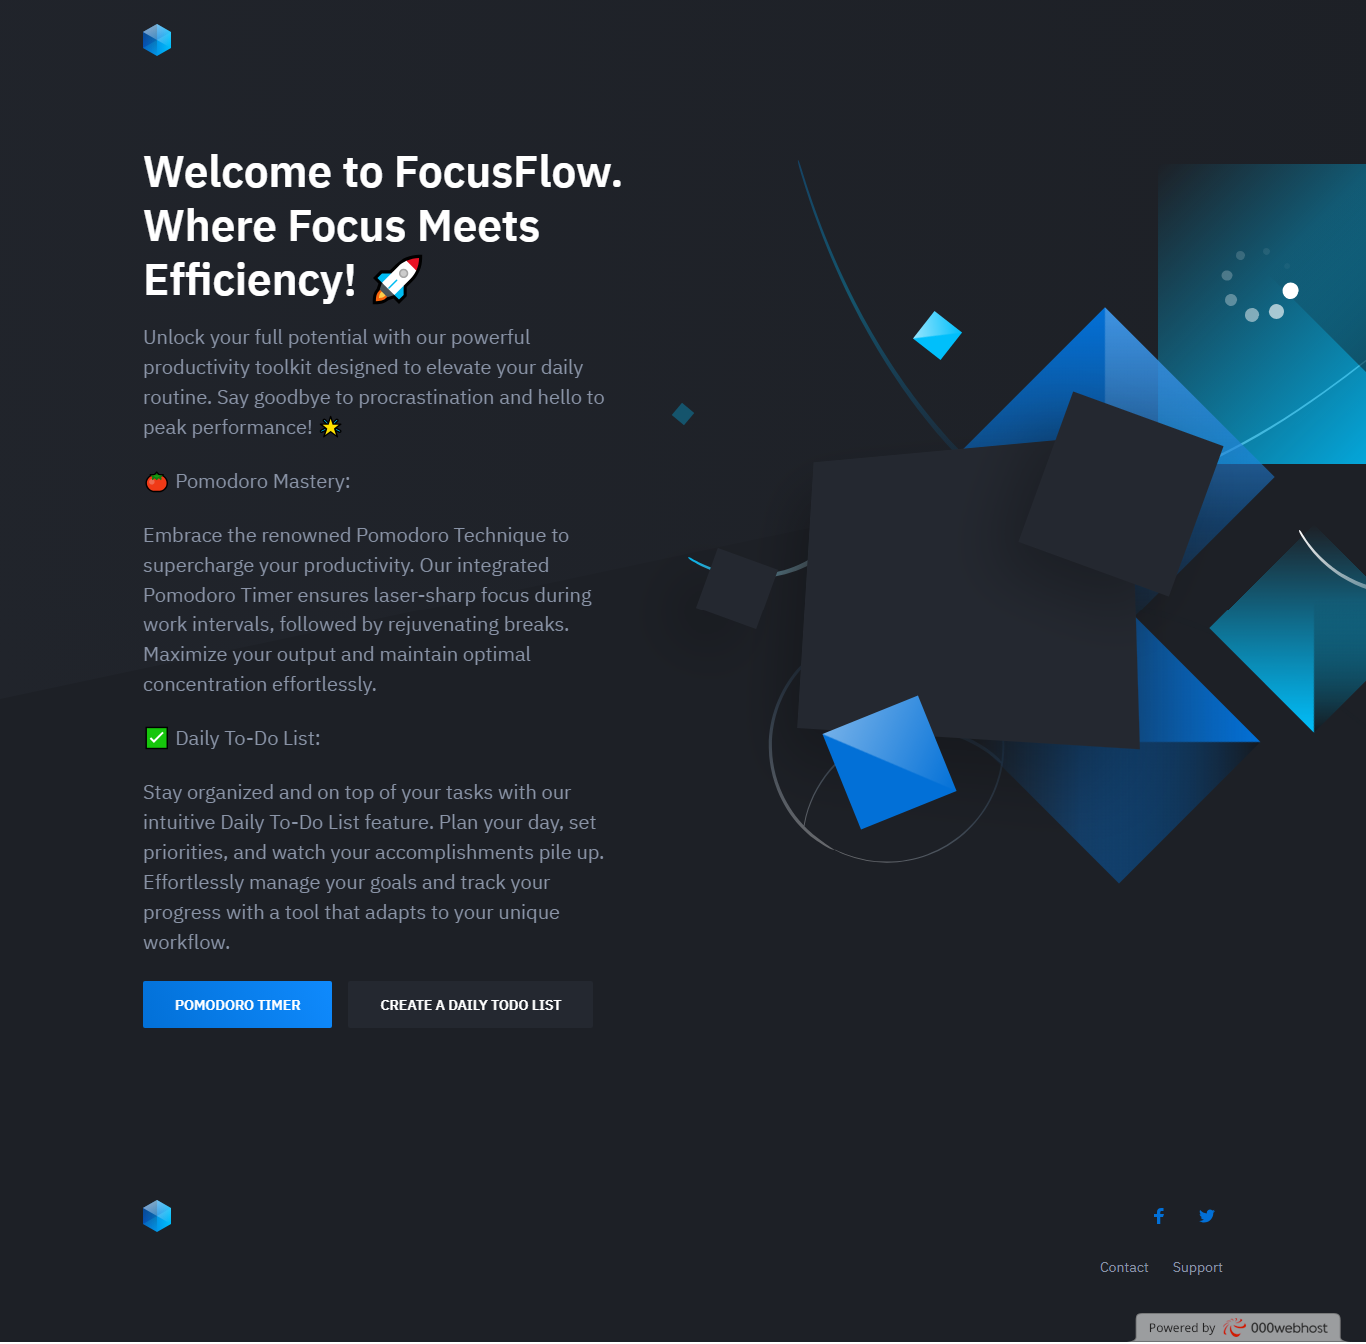 Welcome to FocusFlow.
Where Focus Meets
Efficiency! 🚀
Unlock your full potential with our powerful
productivity toolkit designed to elevate your daily
routine. Say goodbye to procrastination and hello to
peak performance! 🌟
🍅 Pomodoro Mastery:
Embrace the renowned Pomodoro Technique to
supercharge your productivity. Our integrated
Pomodoro Timer ensures laser-sharp focus during
work intervals, followed by rejuvenating breaks.
Maximize your output and maintain optimal
concentration effortlessly.
✅ Daily To-Do List:
Stay organized and on top of your tasks with our
intuitive Daily To-Do List feature. Plan your day, set
priorities, and watch your accomplishments pile up.
Effortlessly manage your goals and track your
progress with a tool that adapts to your unique
workflow.
POMODORO TIMER
CREATE A DAILY TODO LIST
Contact
Support
Powered by 000webhost